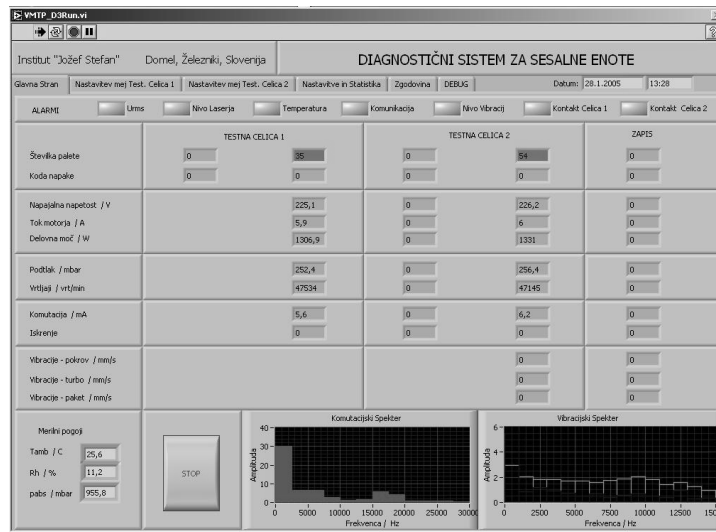 VMTP_D3Run.vi
Institut "Jožef Stefan" Domel, Železniki, Slovenija DIAGNOSTIČNI SISTEM ZA SESALNE ENOTE
Glavna Stran Nastavitev mej Test. Celica 1 Nastavitev mej Test. Celica 2 Nastavitve in Statistika Zgodovina DEBUG Datum: 28.1.2005 13:28
ALARMI Urms Nivo Laserja Temperatura Komunikacija Nivo Vibracij Kontakt Celica 1 Kontakt Celica 2
TESTNA CELICA 1 TESTNA CELICA 2 ZAPIS
Številka palete 0 35 0 54 0
Koda napake 0 0 0 0 0
Napajalna napetost / V 225,1 0 226,2 0
Tok motorja / A 5,9 0 6 0
Delovna moč / W 1306,9 0 1331 0
Podtlak / mbar 252,4 0 256,4 0
Vrtljaji / vrt/min 47534 0 47145 0
Komutacija / mA 5,6 0 6,2 0
Iskrenje 0 0 0 0
Vibracije - pokrov / mm/s 0 0
Vibracije - turbo / mm/s 0 0
Vibracije - paket / mm/s 0 0
Merilni pogoji
Tamb / C 25,6
Rh / % 11,2
pabs / mbar 955,8
STOP
Komutacijski Spekter
Amplituda
40
30
20
10
0
0 5000 10000 15000 20000 25000 30000
Frekvenca / Hz
Vibracijski Spekter
Amplituda
6
4
2
0
0 2500 5000 7500 10000 12500
Frekvenca / Hz